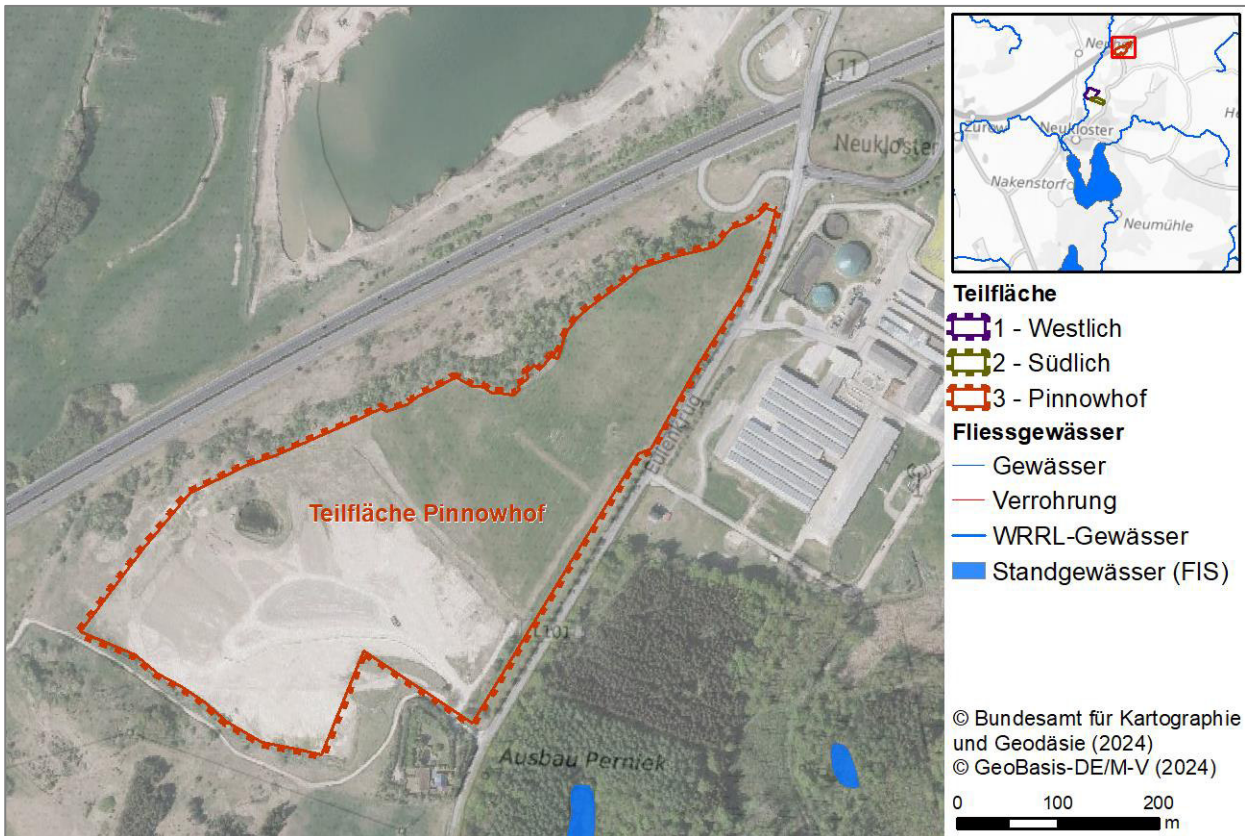 11
Neukloster
Eulenkrug
Teilfläche Pinnowhof
L101
Ausbau Perniek
Zurow
Neukloster
Nakenstorf
Neumühle
Teilfläche
1 - Westlich
2 - Südlich
3 - Pinnowhof
Fliessgewässer
Gewässer
Verrohrung
WRRL-Gewässer
Standgewässer (FIS)
© Bundesamt für Kartographie
und Geodäsie (2024)
© GeoBasis-DE/M-V (2024)
0 100 200
m